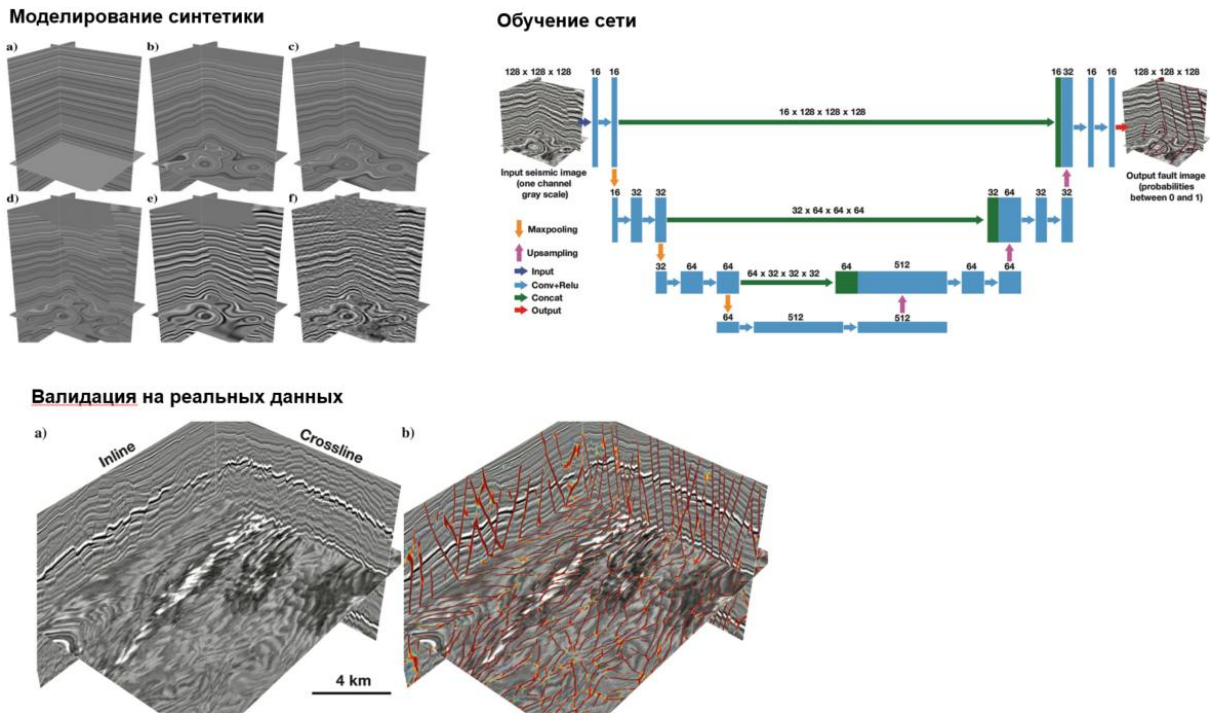 Моделирование синтетики
a)
b)
c)
d)
e)
f)
Обучение сети
128 x 128 x 128
16
16
16 x 128 x 128 x 128
16 32
16
16
128 x 128 x 128
Input seismic image
(one channel
gray scale)
Output fault image
(probabilities
between 0 and 1)
16
32
32
32 x 64 x 64 x 64
32
64
32
32
Maxpooling
Upsampling
Input
Conv+Relu
Concat
Output
32
64
64
64 x 32 x 32 x 32
64
512
64
64
64
512
512
Валидация на реальных данных
a)
Inline
Crossline
4 km
b)